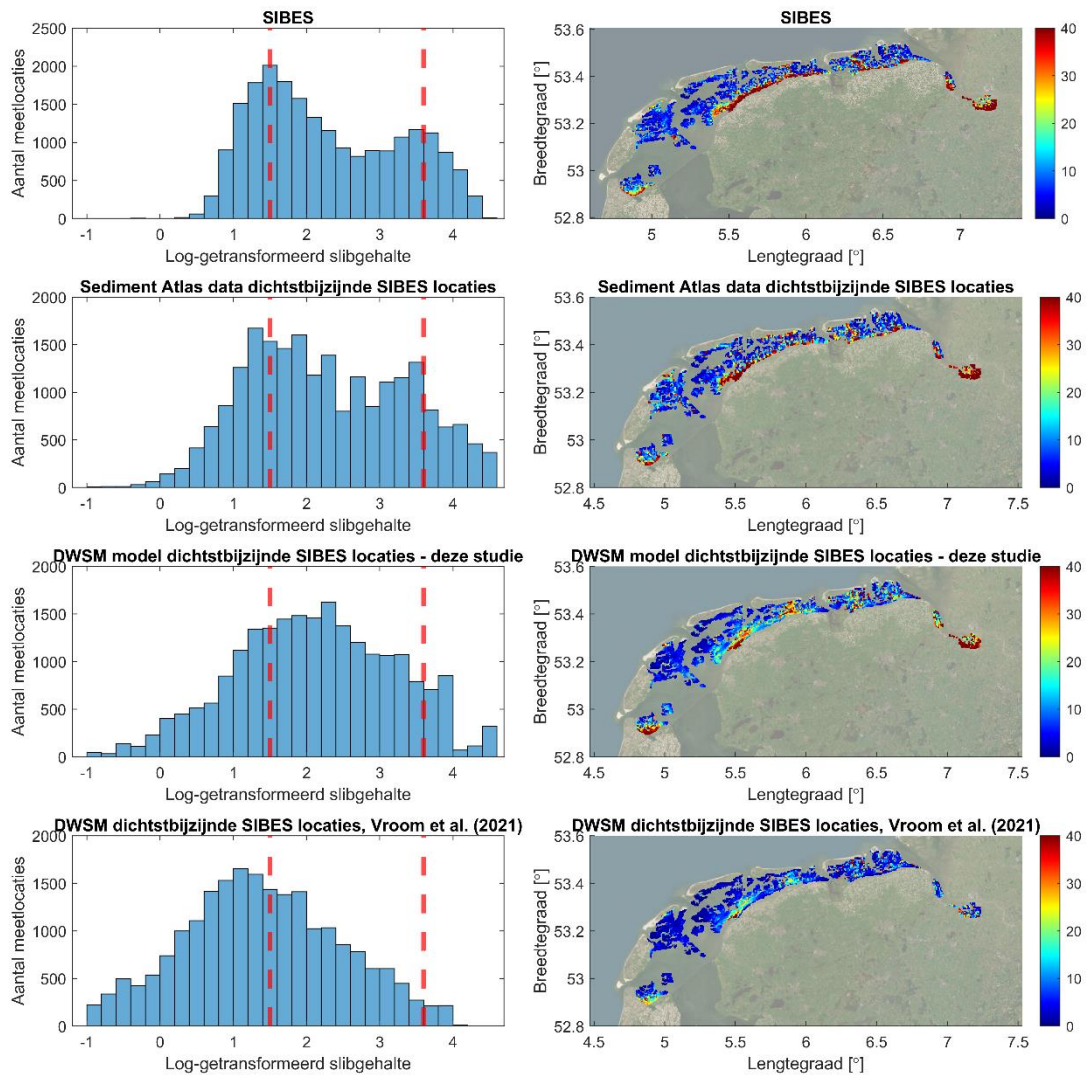 SIBES
2500
2000
1500
1000
500
0
-1 0 1 2 3 4
Aantal meetlocaties
Log-getransformeerd slibgehalte
SIBES
53.6
53.4
53.2
53
52.8
5 5.5 6 6.5 7
Breedtegraad [°]
Lengtegraad [°]
40
30
20
10
0
Sediment Atlas data dichtstbijzijnde SIBES locaties
2000
1500
1000
500
0
-1 0 1 2 3 4
Aantal meetlocaties
Log-getransformeerd slibgehalte
Sediment Atlas data dichtstbijzijnde SIBES locaties
53.6
53.4
53.2
53
52.8
4.5 5 5.5 6 6.5 7 7.5
Breedtegraad [°]
Lengtegraad [°]
40
30
20
10
0
DWSM model dichtstbijzijnde SIBES locaties - deze studie
2000
1500
1000
500
0
-1 0 1 2 3 4
Aantal meetlocaties
Log-getransformeerd slibgehalte
DWSM model dichtstbijzijnde SIBES locaties - deze studie
53.6
53.4
53.2
53
52.8
4.5 5 5.5 6 6.5 7 7.5
Breedtegraad [°]
Lengtegraad [°]
40
30
20
10
0
DWSM dichtstbijzijnde SIBES locaties, Vroom et al. (2021)
2000
1500
1000
500
0
-1 0 1 2 3 4
Aantal meetlocaties
Log-getransformeerd slibgehalte
DWSM dichtstbijzijnde SIBES locaties, Vroom et al. (2021)
53.6
53.4
53.2
53
52.8
4.5 5 5.5 6 6.5 7 7.5
Breedtegraad [°]
Lengtegraad [°]
40
30
20
10
0